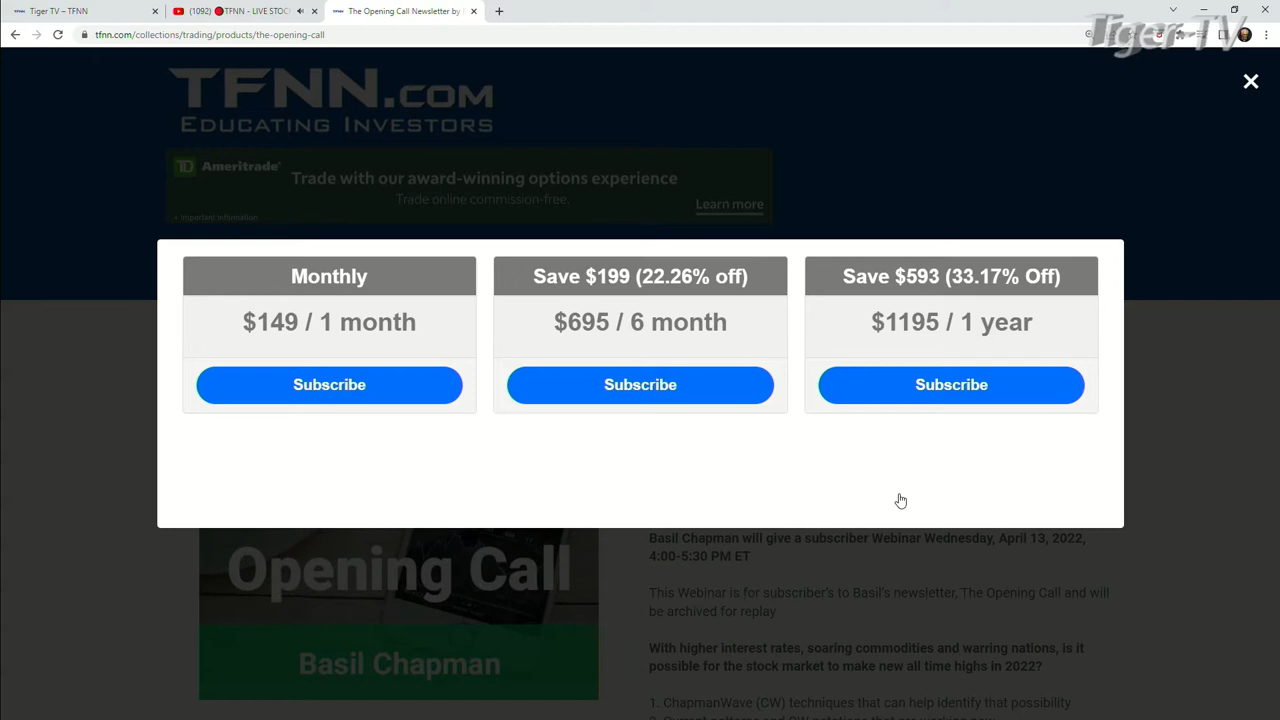 Tiger TV – TFNN
(1092) 🔴TFNN - LIVE STOC
The Opening Call Newsletter by
tfnn.com/collections/trading/products/the-opening-call
Tiger TV
TFNN.com
Educating Investors
TD Ameritrade®
Trade with our award-winning options experience
Trade online commission-free.
Learn more
+ Important information
Monthly
$149 / 1 month
Subscribe
Save $199 (22.26% off)
$695 / 6 month
Subscribe
Save $593 (33.17% Off)
$1195 / 1 year
Subscribe
Opening Call
Basil Chapman
Basil Chapman will give a subscriber Webinar Wednesday, April 13, 2022,
4:00-5:30 PM ET
This Webinar is for subscriber's to Basil's newsletter, The Opening Call and will
be archived for replay
With higher interest rates, soaring commodities and warring nations, is it
possible for the stock market to make new all time highs in 2022?
1. ChapmanWave (CW) techniques that can help identify that possibility